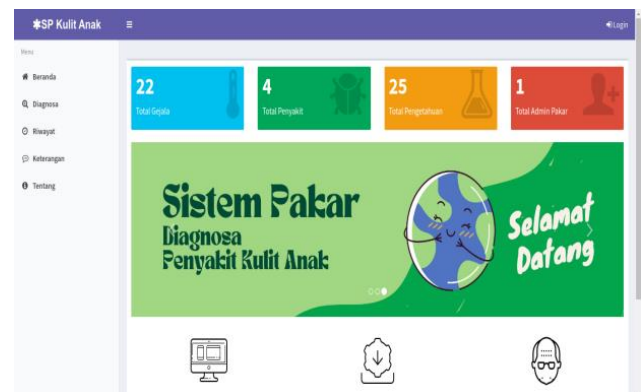 SP Kulit Anak
Login
Menu
Beranda
Diagnosa
Riwayat
Keterangan
Tentang
22
Total Gejala
4
Total Penyakit
25
Total Pengetahuan
1
Total Admin Pakar
Sistem Pakar
Diagnosa
Penyakit Kulit Anak
Selamat
Datang